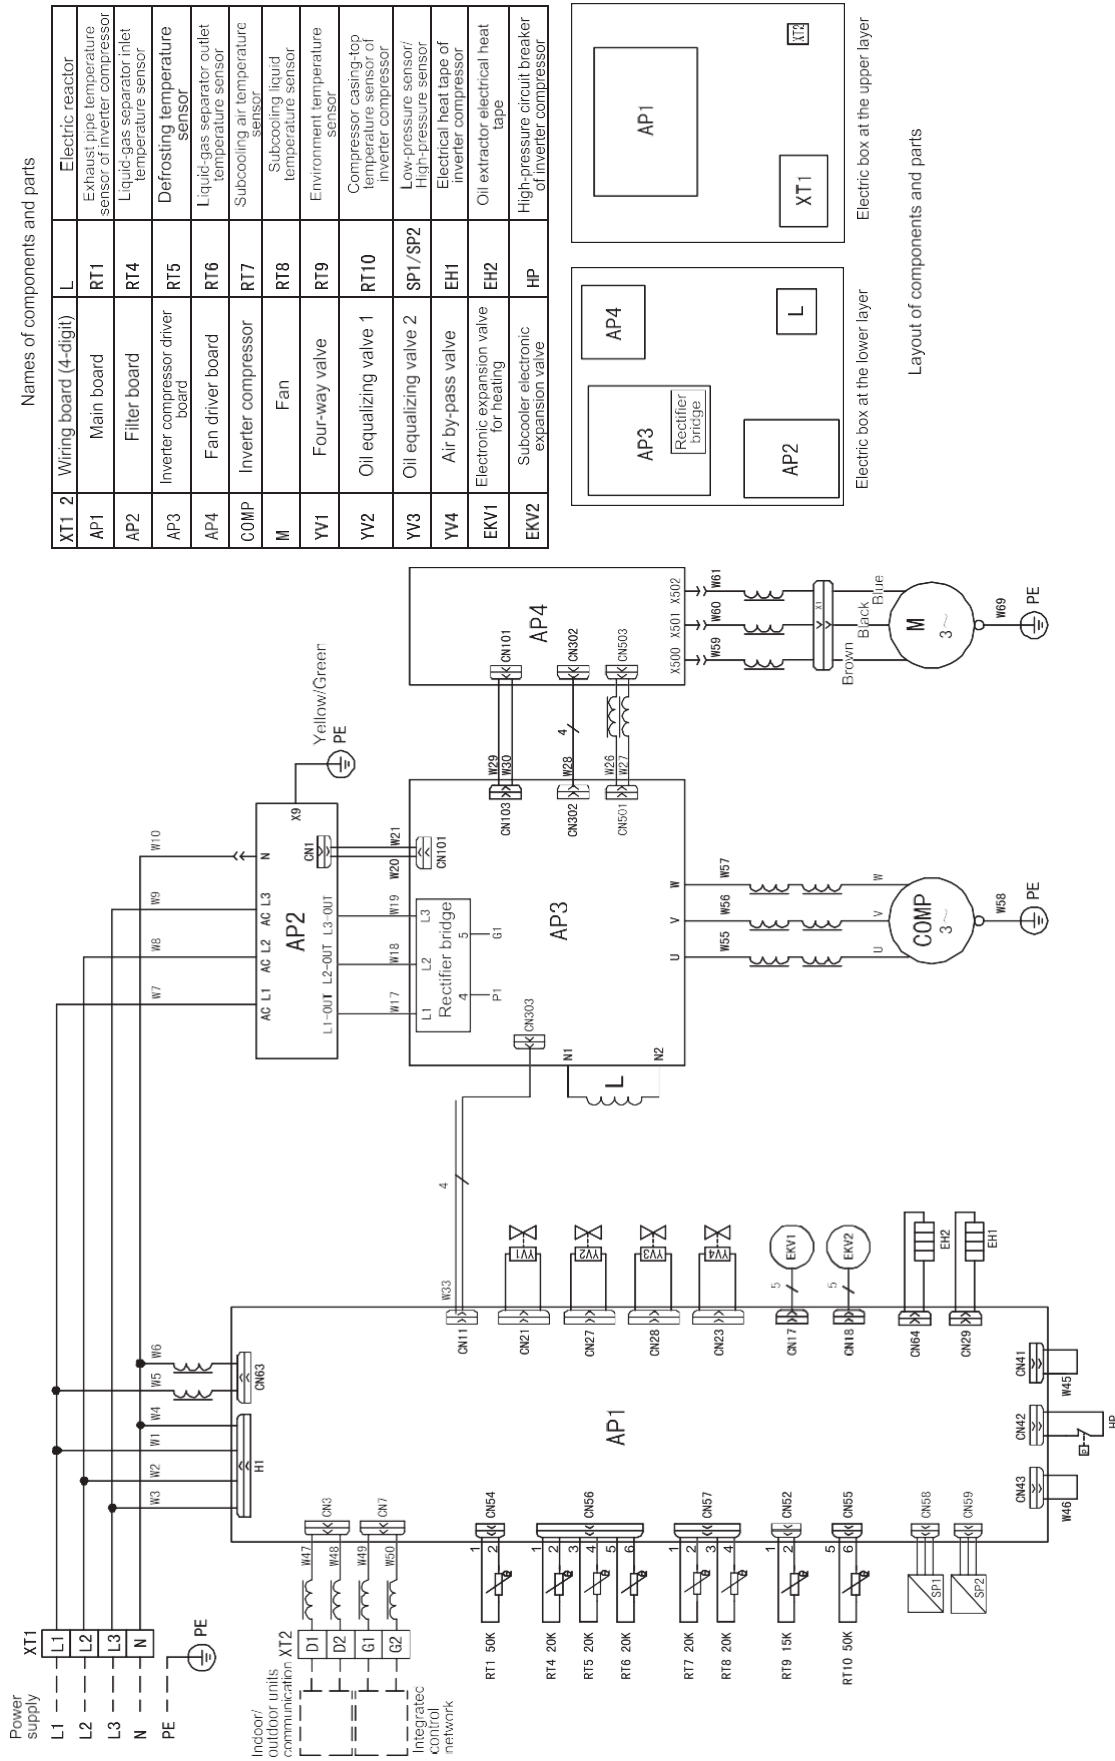 Names of components and parts
XT1 2 Wiring board (4-digit) L Electric reactor
AP1 Main board RT1 Exhaust pipe temperature
sensor of inverter compressor
AP2 Filter board RT4 Liquid-gas separator inlet
temperature sensor
AP3 Inverter compressor driver
board RT5 Defrosting temperature
sensor
AP4 Fan driver board RT6 Liquid-gas separator outlet
temperature sensor
COMP Inverter compressor RT7 Subcooling air temperature
sensor
M Fan RT8 Subcooling liquid
temperature sensor
YV1 Four-way valve RT9 Environment temperature
sensor
YV2 Oil equalizing valve 1 RT10 Compressor casing-top
temperature sensor of
inverter compressor
YV3 Oil equalizing valve 2 SP1/SP2 Low-pressure sensor/
High-pressure sensor
YV4 Air by-pass valve EH1 Electrical heat tape of
inverter compressor
EKV1 Electronic expansion valve
for heating EH2 Oil extractor electrical heat
tape
EKV2 Subcooler electronic
expansion valve HP High-pressure circuit breaker
of inverter compressor
AP3
Rectifier
bridge
AP4
AP2
L
Electric box at the lower layer
AP1
XT1
XT2
Electric box at the upper layer
Layout of components and parts
Power
supply
XT1
L1 L1
L2 L2
L3 L3
N N
PE PE
W7
W8
W9
W10
W3 W2 W1 W4 W5 W6
H1 CN63
AC L1 AC L2 AC L3 N
AP2
X9
Yellow/Green
PE
L1-OUT L2-OUT L3-OUT CN1
W17 W18 W19 W20 W21
L1 L2 L3 CN101
Rectifier bridge
4 5
P1 G1
CN303
AP3
N1
N2
L
CN103 W29
W30 CN101
CN302 W28 4 CN302
CN501 W26
W27 CN503
AP4
X500 X501 X502
W59 W60 W61
X1
Brown Black Blue
M
3~
W69
PE
U V W
W55 W56 W57
U V W
COMP
3~
W58
PE
Indoor/
outdoor units
communication XT2
D1
D2
G1
G2
Integratec
control
network
W47
W48
W49
W50
CN3
CN7
AP1
W33
4
CN11
CN21 YV1
CN27 YV2
CN28 YV3
CN23 YV4
CN17 5 EKV1
CN18 5 EKV2
CN64 EH2
CN29 EH1
RT1 50K 1 2 CN54
RT4 20K 1 2
RT5 20K 3 4 CN56
RT6 20K 5 6
RT7 20K 1 2 CN57
RT8 20K 3 4
RT9 15K 1 2 CN52
RT10 50K 5 6 CN55
SP1 CN58
SP2 CN59
CN43 CN42 CN41
W46 P HP W45